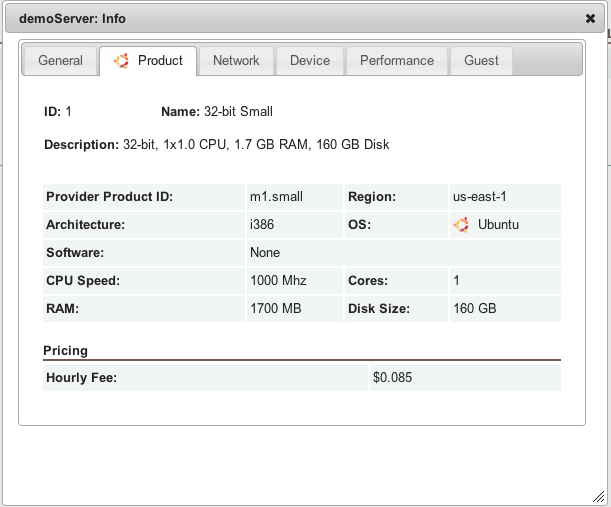 demoServer: Info
General Product Network Device Performance Guest
ID: 1 Name: 32-bit Small
Description: 32-bit, 1x1.0 CPU, 1.7 GB RAM, 160 GB Disk
Provider Product ID: m1.small Region: us-east-1
Architecture: i386 OS: Ubuntu
Software: None
CPU Speed: 1000 Mhz Cores: 1
RAM: 1700 MB Disk Size: 160 GB
Pricing
Hourly Fee: $0.085